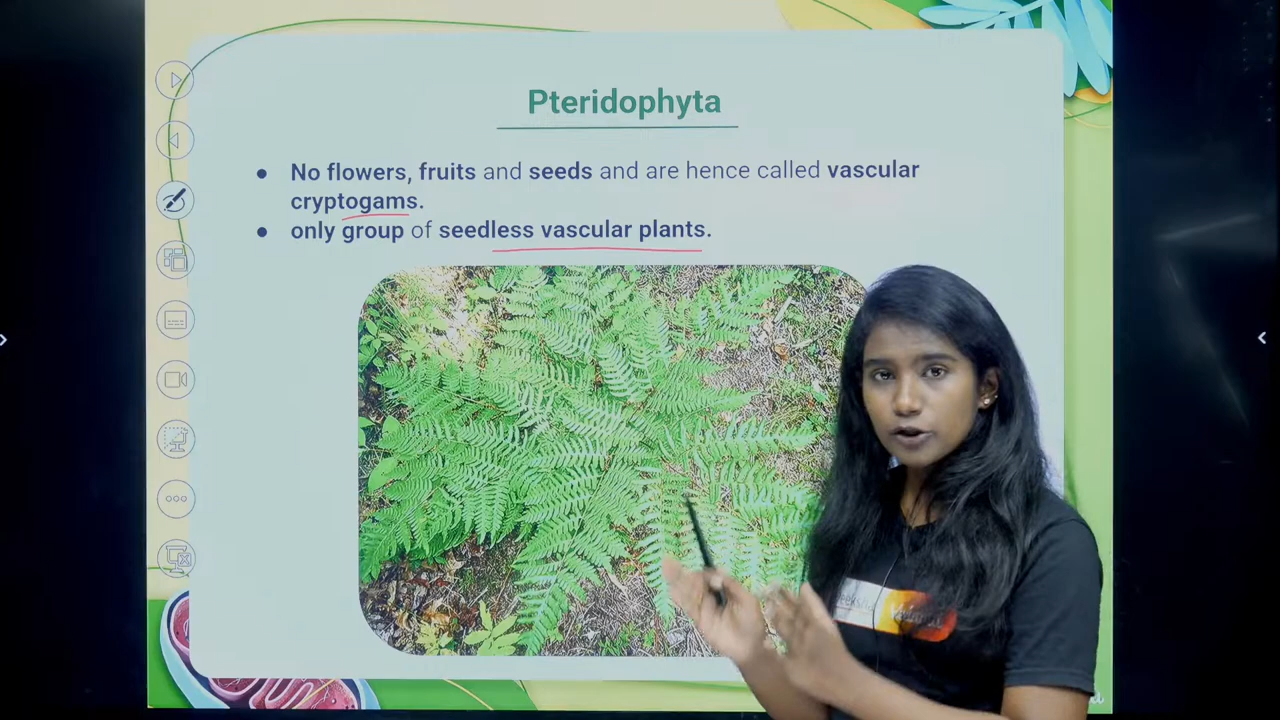 Pteridophyta
● No flowers, fruits and seeds and are hence called vascular
cryptogams.
● only group of seedless vascular plants.